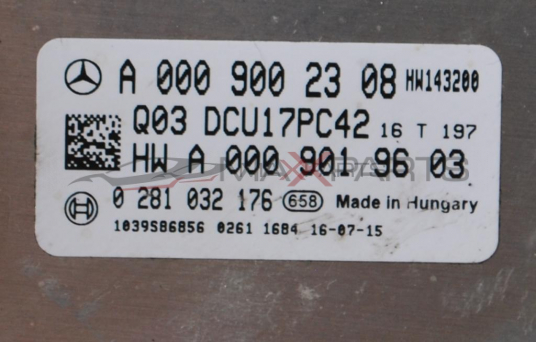 A 000 900 23 08 HW143200
Q03 DCU17PC42 16 T 197
HW A 000 901 96 03
MAXXPARTS
0 281 032 176 658 Made in Hungary
1039S86856 0261 1684 16-07-15